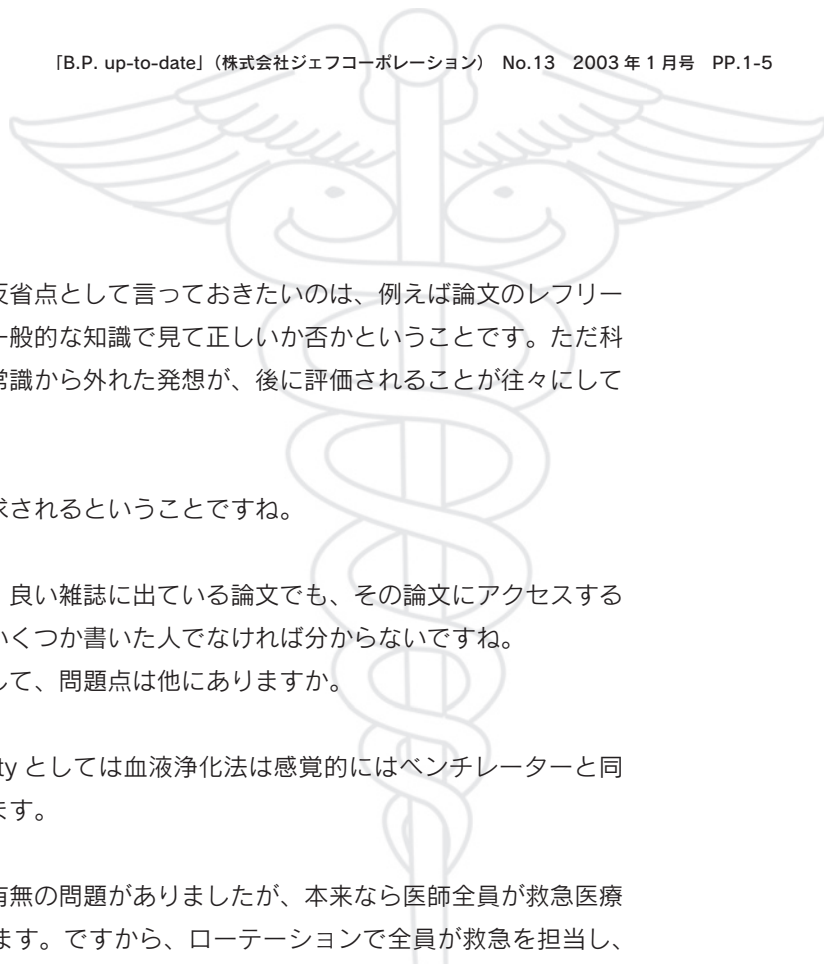 「B.P. up-to-date」(株式会社ジェフコーポレーション) No.13 2003年1月号 PP.1-5
反省点として言っておきたいのは、例えば論文のレフリー
一般的な知識で見て正しいか否かということです。ただ科
常識から外れた発想が、後に評価されることが往々にして
求されるということですね。
良い雑誌に出ている論文でも、その論文にアクセスする
いくつか書いた人でなければ分からないですね。
して、問題点は他にありますか。
ty としては血液浄化法は感覚的にはベンチレーターと同
ます。
有無の問題がありましたが、本来なら医師全員が救急医療
ます。ですから、ローテーションで全員が救急を担当し、